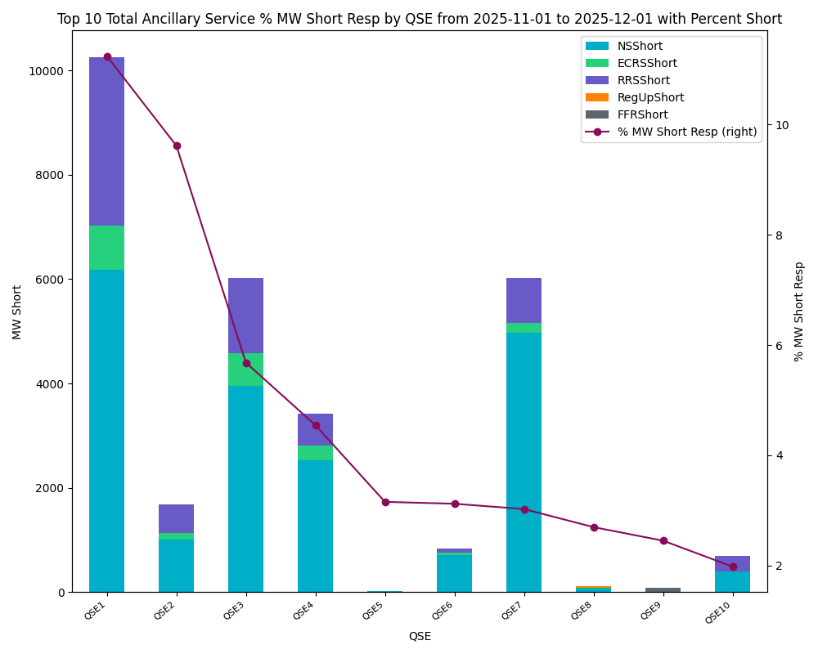 Top 10 Total Ancillary Service % MW Short Resp by QSE from 2025-11-01 to 2025-12-01 with Percent Short
NSShort
ECRSShort
RRSShort
RegUpShort
FFRShort
% MW Short Resp (right)
10000
8000
6000
4000
2000
0
MW Short
10
8
6
4
2
% MW Short Resp
QSE1
QSE2
QSE3
QSE4
QSE5
QSE6
QSE7
QSE8
QSE9
QSE10
QSE